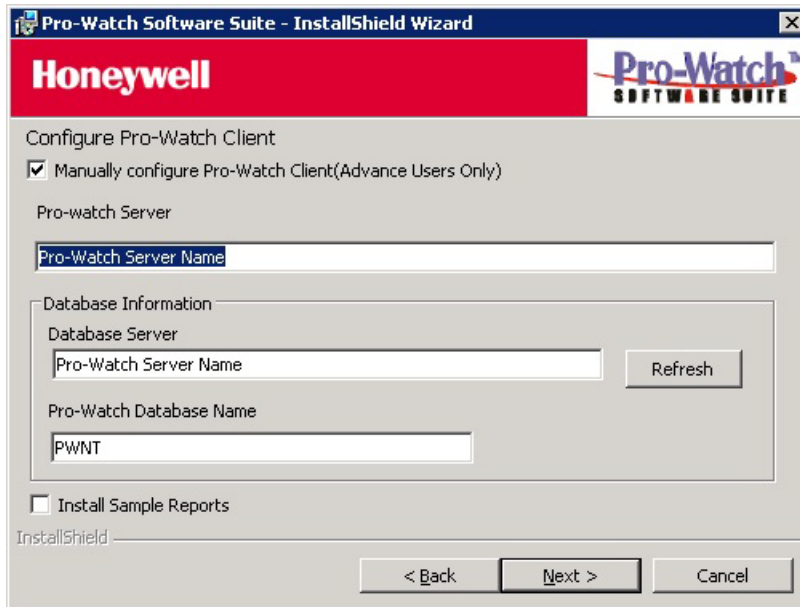 Pro-Watch Software Suite - InstallShield Wizard
Honeywell
Pro-Watch™
SOFTWARE SUITE
Configure Pro-Watch Client
Manually configure Pro-Watch Client(Advance Users Only)
Pro-watch Server
Pro-Watch Server Name
Database Information
Database Server
Pro-Watch Server Name
Refresh
Pro-Watch Database Name
PWNT
Install Sample Reports
InstallShield
< Back Next > Cancel